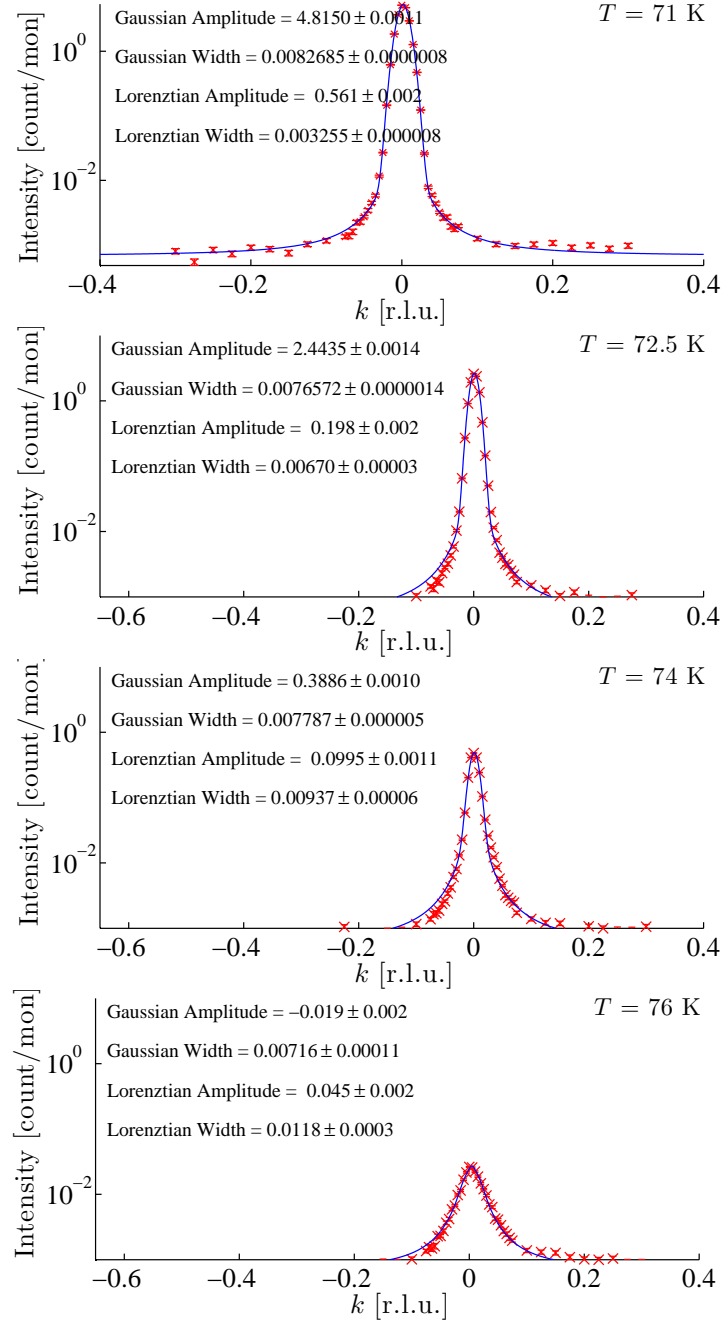 Gaussian Amplitude = 4.8150 ± 0.0011
T = 71 K
Gaussian Width = 0.0082685 ± 0.0000008
Lorenztian Amplitude = 0.561 ± 0.002
Lorenztian Width = 0.003255 ± 0.000008
Intensity [count/mon]
10^0
10^−2
−0.4 −0.2 0 0.2 0.4
k [r.l.u.]
Gaussian Amplitude = 2.4435 ± 0.0014
T = 72.5 K
Gaussian Width = 0.0076572 ± 0.0000014
Lorenztian Amplitude = 0.198 ± 0.002
Lorenztian Width = 0.00670 ± 0.00003
Intensity [count/mon]
10^0
10^−2
−0.6 −0.4 −0.2 0 0.2 0.4
k [r.l.u.]
Gaussian Amplitude = 0.3886 ± 0.0010
T = 74 K
Gaussian Width = 0.007787 ± 0.000005
Lorenztian Amplitude = 0.0995 ± 0.0011
Lorenztian Width = 0.00937 ± 0.00006
Intensity [count/mon]
10^0
10^−2
−0.6 −0.4 −0.2 0 0.2 0.4
k [r.l.u.]
Gaussian Amplitude = −0.019 ± 0.002
T = 76 K
Gaussian Width = 0.00716 ± 0.00011
Lorenztian Amplitude = 0.045 ± 0.002
Lorenztian Width = 0.0118 ± 0.0003
Intensity [count/mon]
10^0
10^−2
−0.6 −0.4 −0.2 0 0.2 0.4
k [r.l.u.]